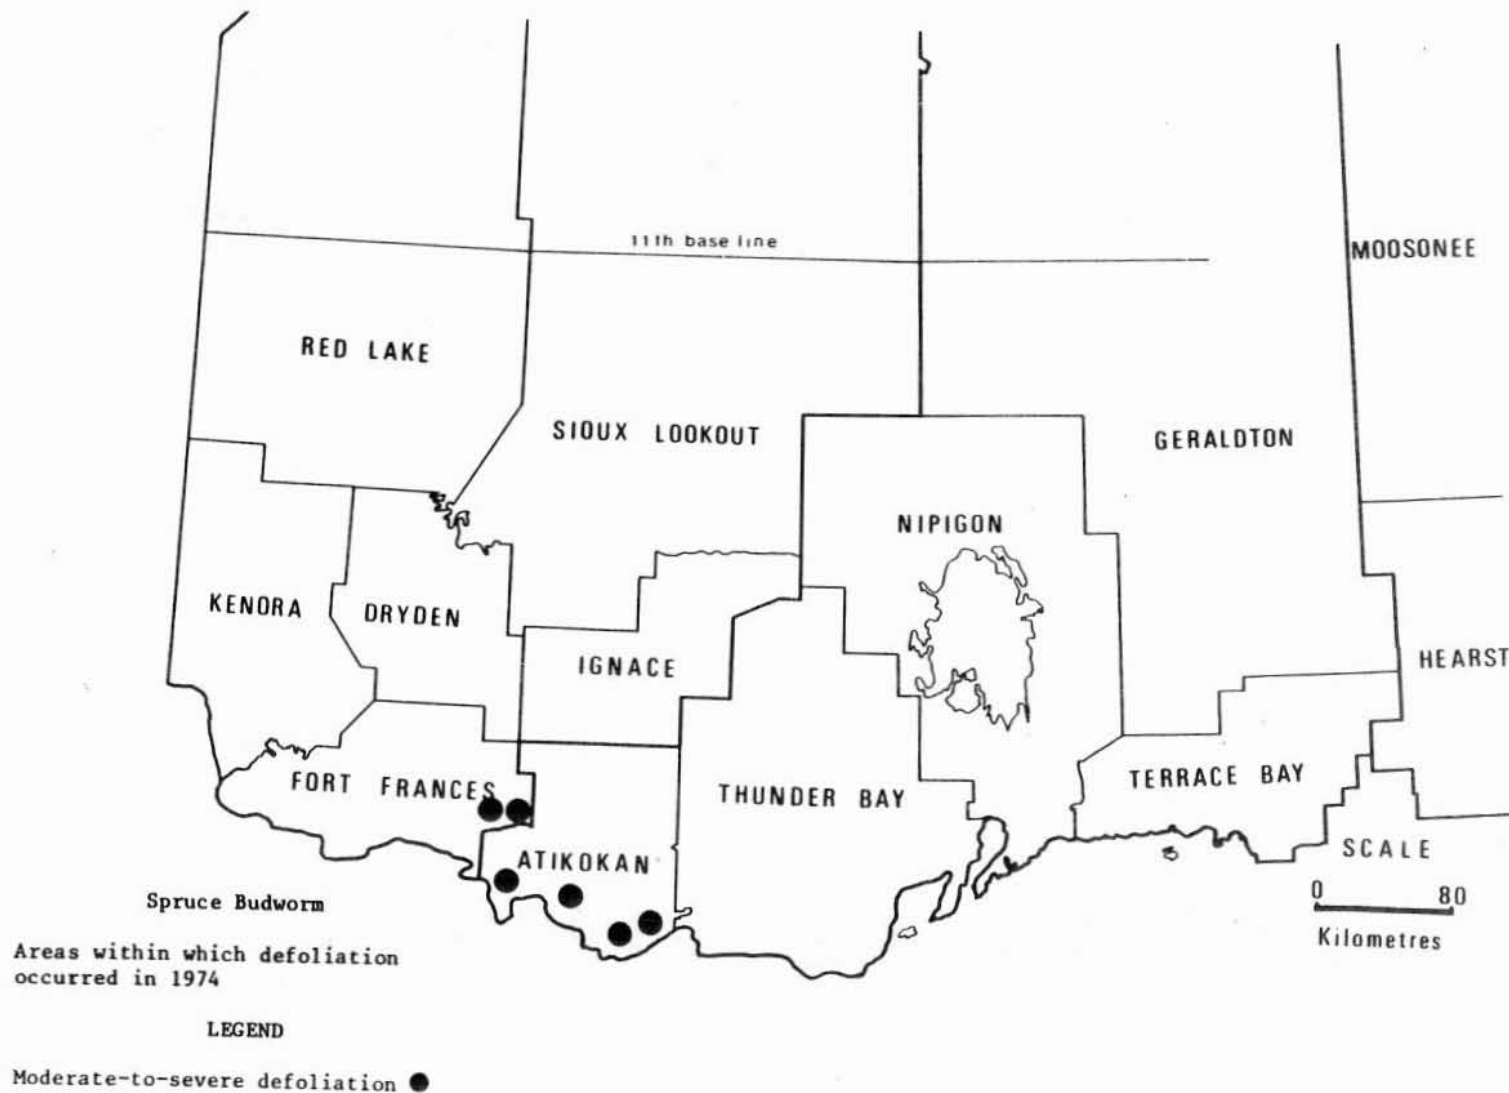 11th base line
MOOSONEE
RED LAKE
SIOUX LOOKOUT
GERALDTON
NIPIGON
KENORA
DRYDEN
IGNACE
HEARST
FORT FRANCES
THUNDER BAY
TERRACE BAY
ATIKOKAN
SCALE
0 80
Kilometres
Spruce Budworm
Areas within which defoliation
occurred in 1974
LEGEND
Moderate-to-severe defoliation